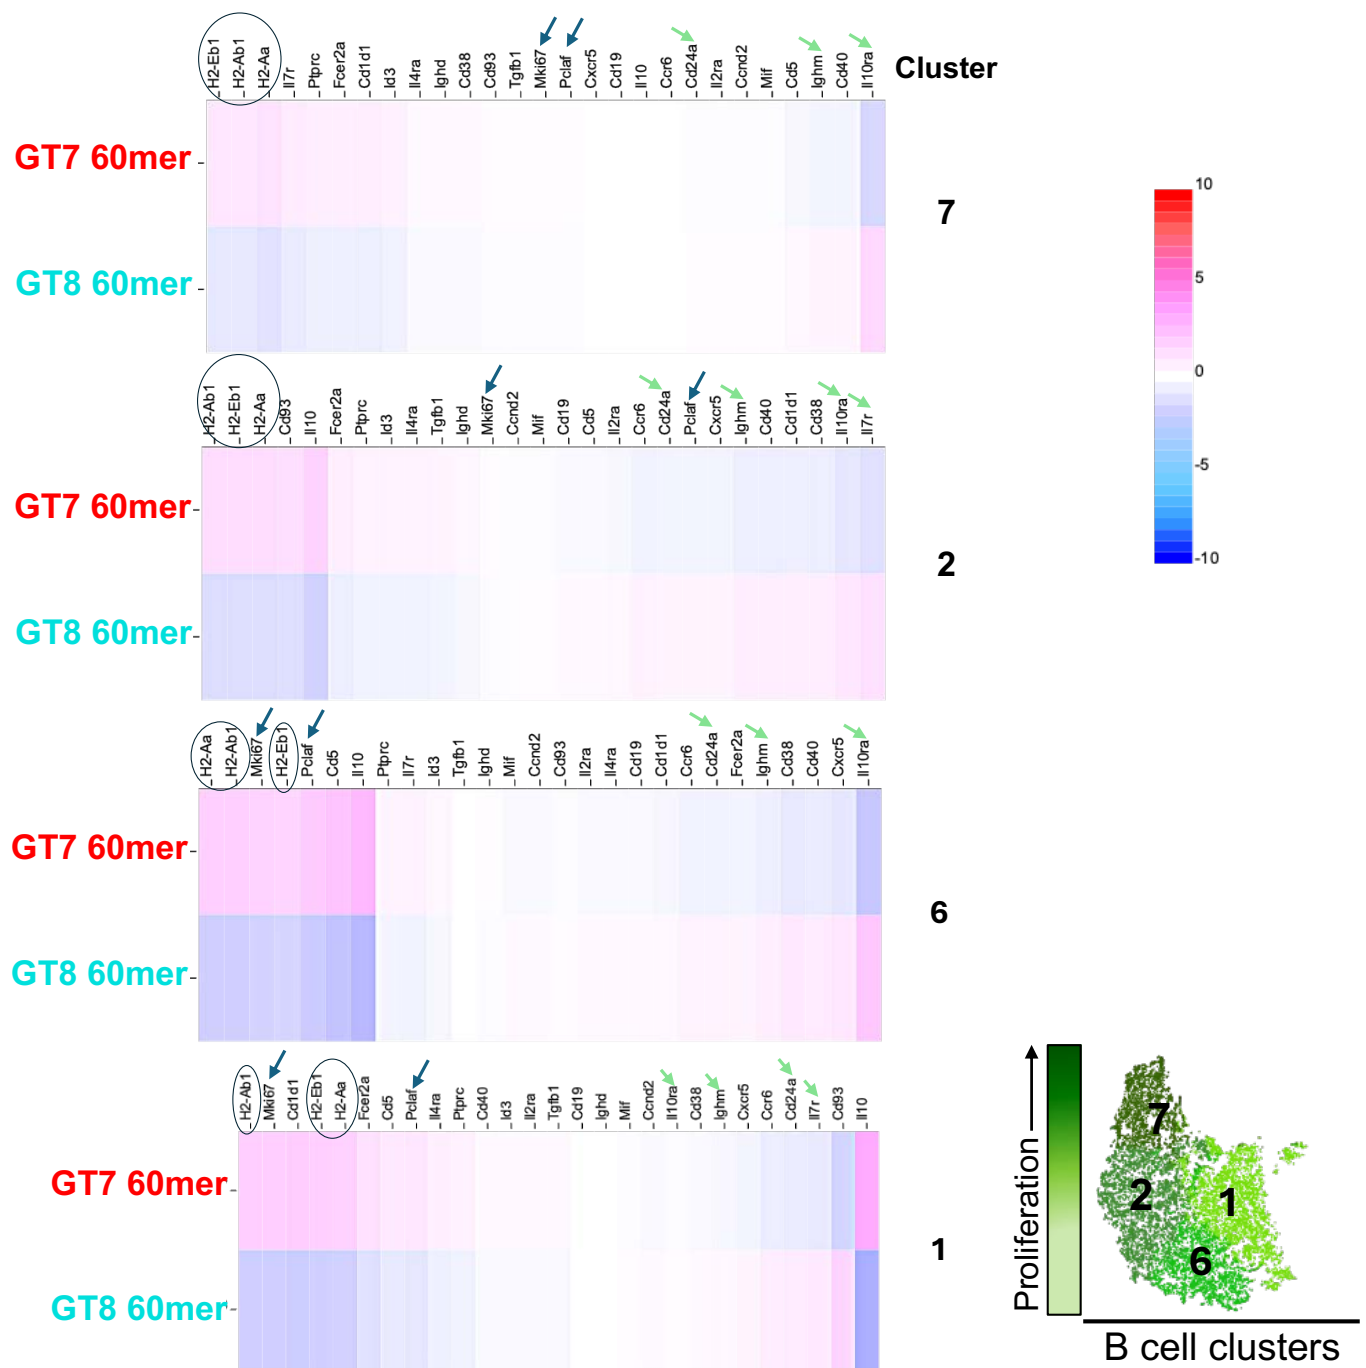 H2-Eb1 H2-Ab1 H2-Aa Il7r Ptprc Fcer2a Cd1d1 Id3 Il4ra Ighd Cd38 Cd93 Tgfb1 Mki67 Pclaf Cxcr5 Cd19 Il10 Ccr6 Cd24a Il2ra Ccnd2 Mif Cd5 Ighm Cd40 Il10ra
Cluster
GT7 60mer
GT8 60mer
7
10
5
0
-5
-10
H2-Ab1 H2-Eb1 H2-Aa Cd93 Il10 Fcer2a Ptprc Id3 Il4ra Tgfb1 Ighd Mki67 Ccnd2 Mif Cd19 Cd5 Il2ra Ccr6 Cd24a Pclaf Cxcr5 Ighm Cd40 Cd1d1 Cd38 Il10ra Il7r
GT7 60mer
GT8 60mer
2
H2-Aa H2-Ab1 Mki67 H2-Eb1 Pclaf Cd5 Il10 Ptprc Il7r Id3 Tgfb1 Ighd Mif Ccnd2 Cd93 Il2ra Il4ra Cd19 Cd1d1 Ccr6 Cd24a Fcer2a Ighm Cd38 Cd40 Cxcr5 Il10ra
GT7 60mer
GT8 60mer
6
H2-Ab1 Mki67 Cd1d1 H2-Eb1 H2-Aa Fcer2a Cd5 Pclaf Il4ra Ptprc Cd40 Id3 Il2ra Tgfb1 Cd19 Ighd Mif Ccnd2 Il10ra Cd38 Ighm Cxcr5 Ccr6 Cd24a Il7r Cd93 Il10
GT7 60mer
GT8 60mer
1
Proliferation
7
2
1
6
B cell clusters